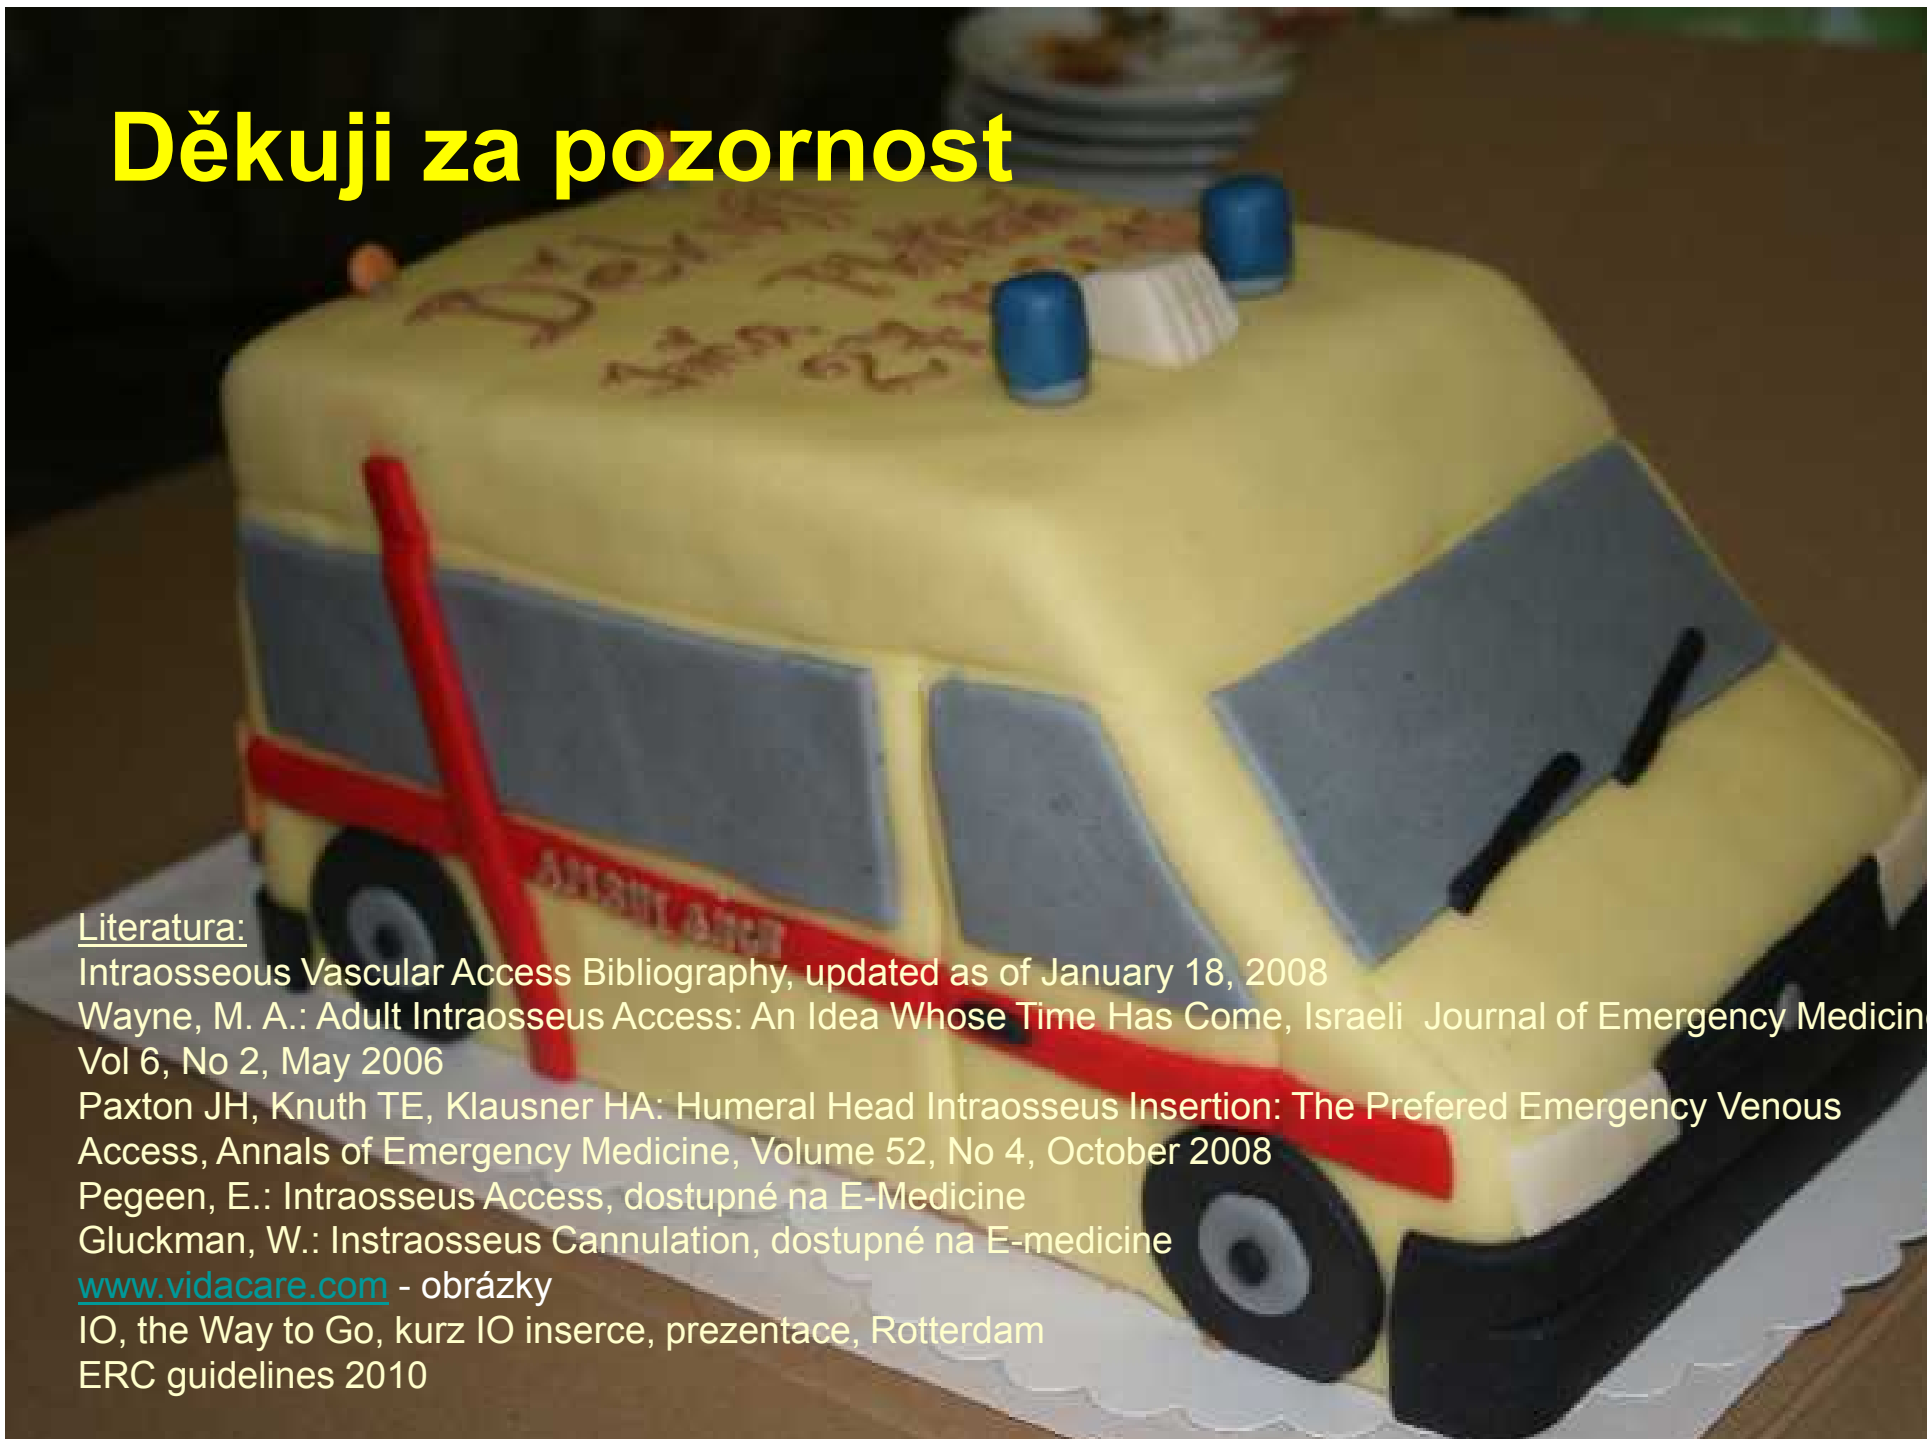 Děkuji za pozornost
AMBULANCE
Literatura:
Intraosseous Vascular Access Bibliography, updated as of January 18, 2008
Wayne, M. A.: Adult Intraosseus Access: An Idea Whose Time Has Come, Israeli Journal of Emergency Medicin
Vol 6, No 2, May 2006
Paxton JH, Knuth TE, Klausner HA: Humeral Head Intraosseus Insertion: The Prefered Emergency Venous
Access, Annals of Emergency Medicine, Volume 52, No 4, October 2008
Pegeen, E.: Intraosseus Access, dostupné na E-Medicine
Gluckman, W.: Instraosseus Cannulation, dostupné na E-medicine
www.vidacare.com - obrázky
IO, the Way to Go, kurz IO inserce, prezentace, Rotterdam
ERC guidelines 2010